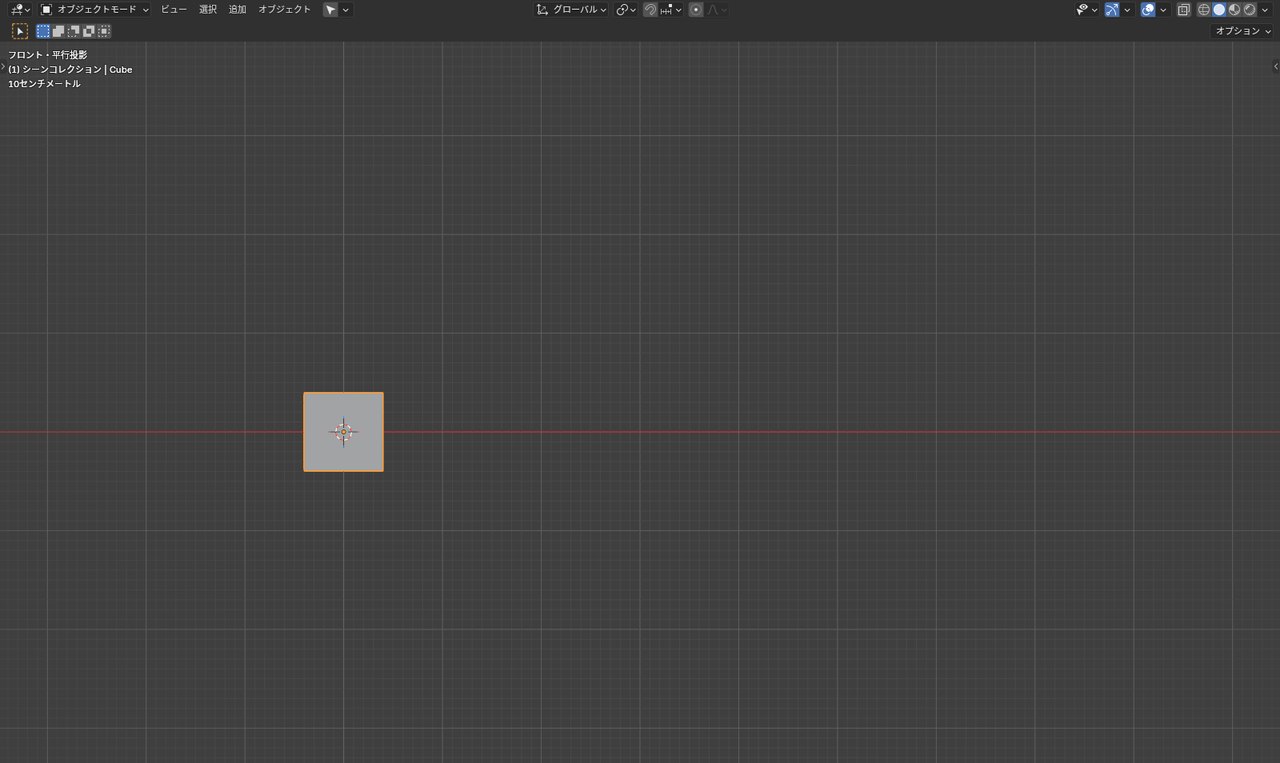 オブジェクトモード ビュー 選択 追加 オブジェクト グローバル
オプション
フロント・平行投影
(1) シーンコレクション | Cube
10センチメートル